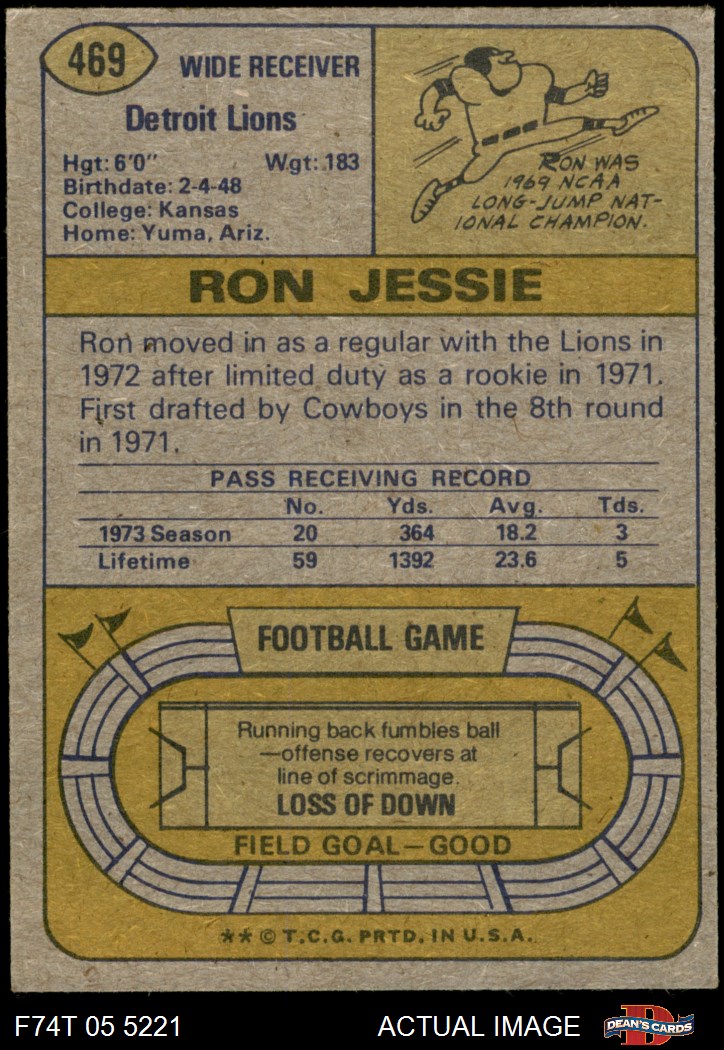 469
WIDE RECEIVER
Detroit Lions
Hgt: 6'0" Wgt: 183
Birthdate: 2-4-48
College: Kansas
Home: Yuma, Ariz.
RON WAS
1969 NCAA
LONG-JUMP NAT-
IONAL CHAMPION.
RON JESSIE
Ron moved in as a regular with the Lions in
1972 after limited duty as a rookie in 1971.
First drafted by Cowboys in the 8th round
in 1971.
PASS RECEIVING RECORD
No. Yds. Avg. Tds.
1973 Season 20 364 18.2 3
Lifetime 59 1392 23.6 5
FOOTBALL GAME
Running back fumbles ball
—offense recovers at
line of scrimmage.
LOSS OF DOWN
FIELD GOAL—GOOD
** © T.C.G. PRTD. IN U.S.A.
F74T 05 5221 ACTUAL IMAGE D DEAN'S CARDS